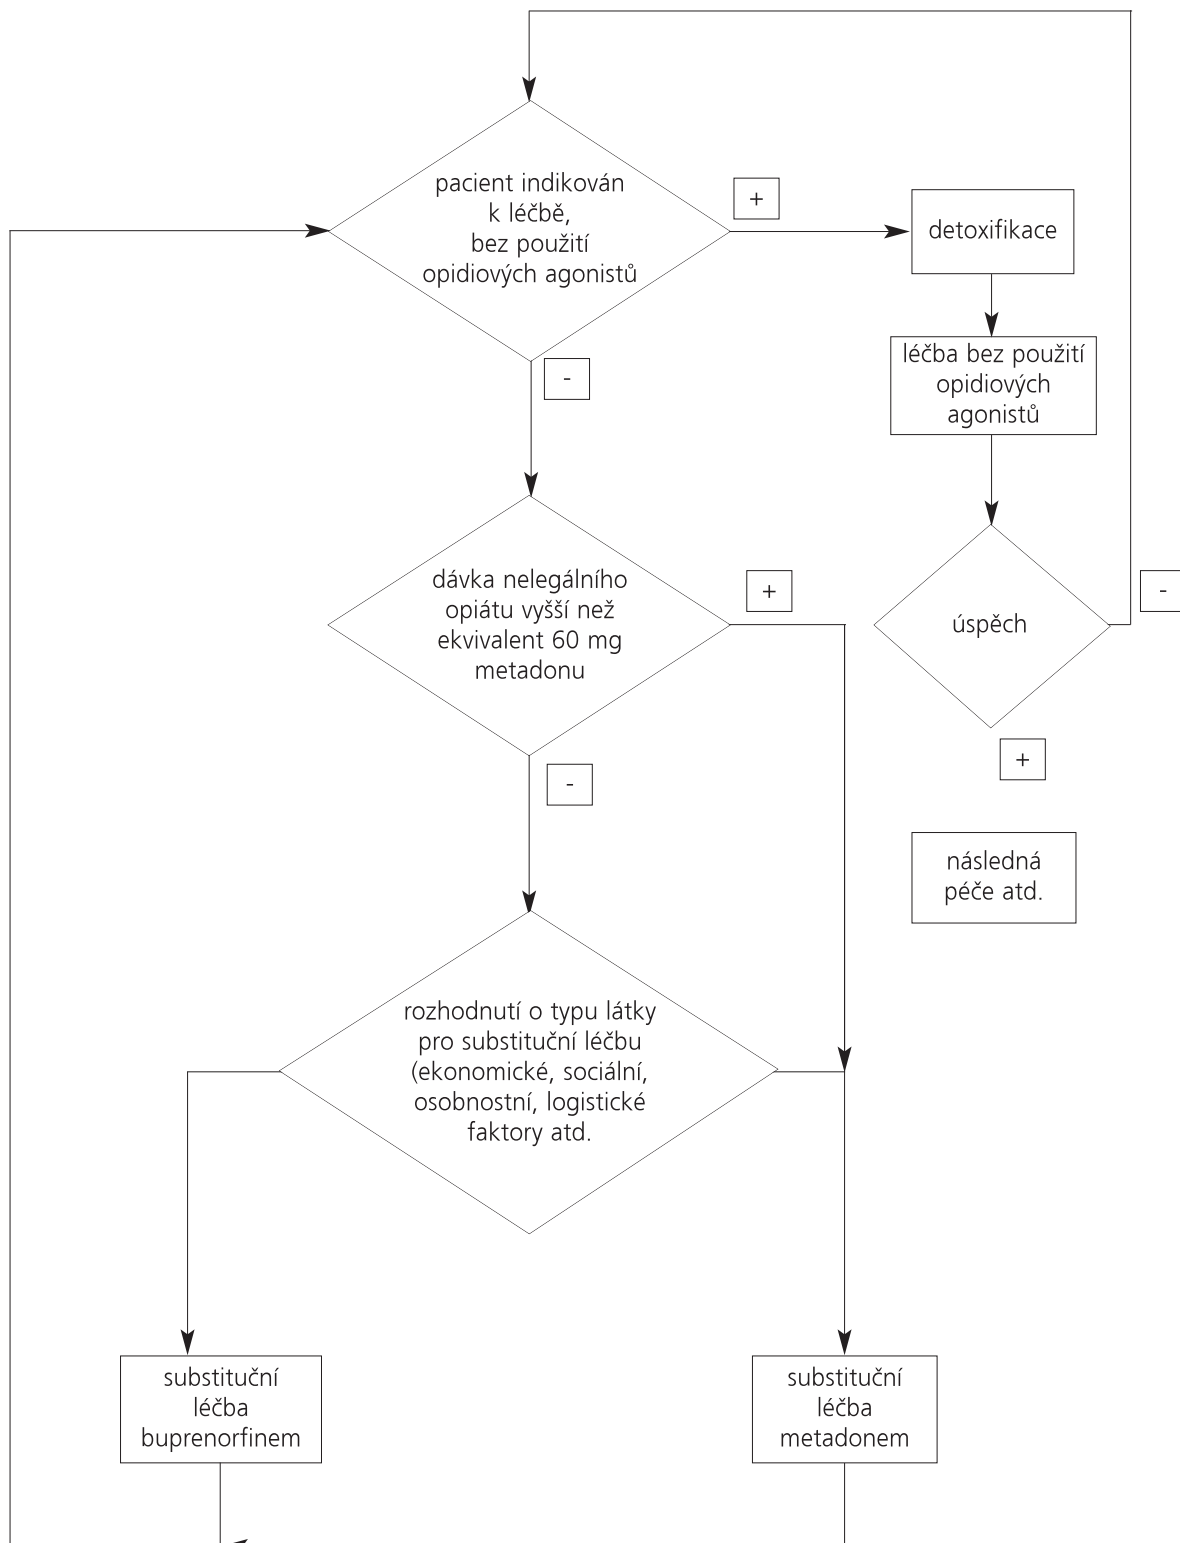 pacient indikován
k léčbě,
bez použití
opidiových agonistů
+
detoxifikace
-
léčba bez použití
opidiových
agonistů
dávka nelegálního
opiátu vyšší než
ekvivalent 60 mg
metadonu
+
úspěch
-
+
-
následná
péče atd.
rozhodnutí o typu látky
pro substituční léčbu
(ekonomické, sociální,
osobnostní, logistické
faktory atd.
substituční
léčba
buprenorfinem
substituční
léčba
metadonem